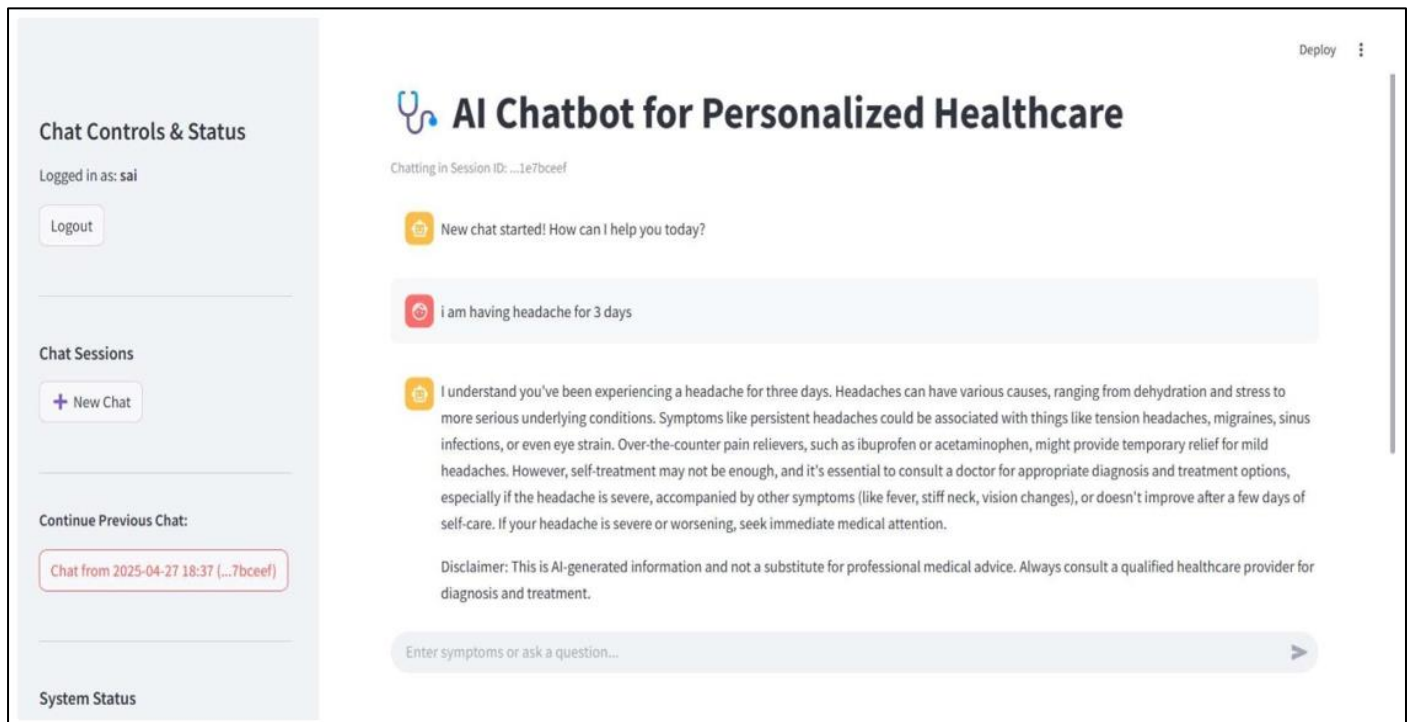 Deploy
Chat Controls & Status
Logged in as: sai
Logout
Chat Sessions
+ New Chat
Continue Previous Chat:
Chat from 2025-04-27 18:37 (...7bceef)
System Status
AI Chatbot for Personalized Healthcare
Chatting in Session ID: ...1e7bceef
New chat started! How can I help you today?
i am having headache for 3 days
I understand you've been experiencing a headache for three days. Headaches can have various causes, ranging from dehydration and stress to
more serious underlying conditions. Symptoms like persistent headaches could be associated with things like tension headaches, migraines, sinus
infections, or even eye strain. Over-the-counter pain relievers, such as ibuprofen or acetaminophen, might provide temporary relief for mild
headaches. However, self-treatment may not be enough, and it's essential to consult a doctor for appropriate diagnosis and treatment options,
especially if the headache is severe, accompanied by other symptoms (like fever, stiff neck, vision changes), or doesn't improve after a few days of
self-care. If your headache is severe or worsening, seek immediate medical attention.
Disclaimer: This is AI-generated information and not a substitute for professional medical advice. Always consult a qualified healthcare provider for
diagnosis and treatment.
Enter symptoms or ask a question...